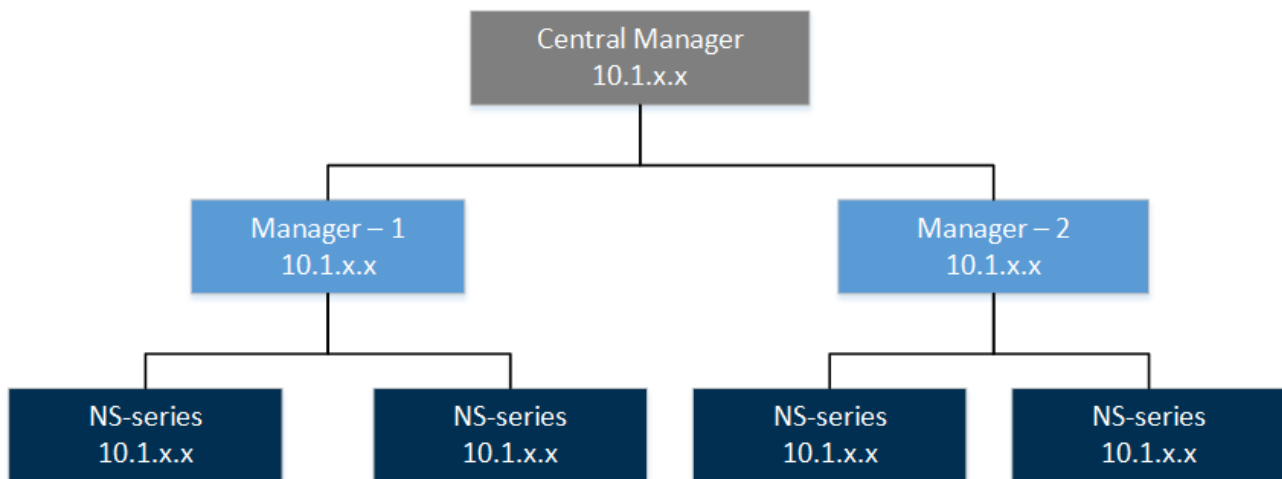 Central Manager
10.1.x.x
Manager – 1
10.1.x.x
Manager – 2
10.1.x.x
NS-series
10.1.x.x
NS-series
10.1.x.x
NS-series
10.1.x.x
NS-series
10.1.x.x